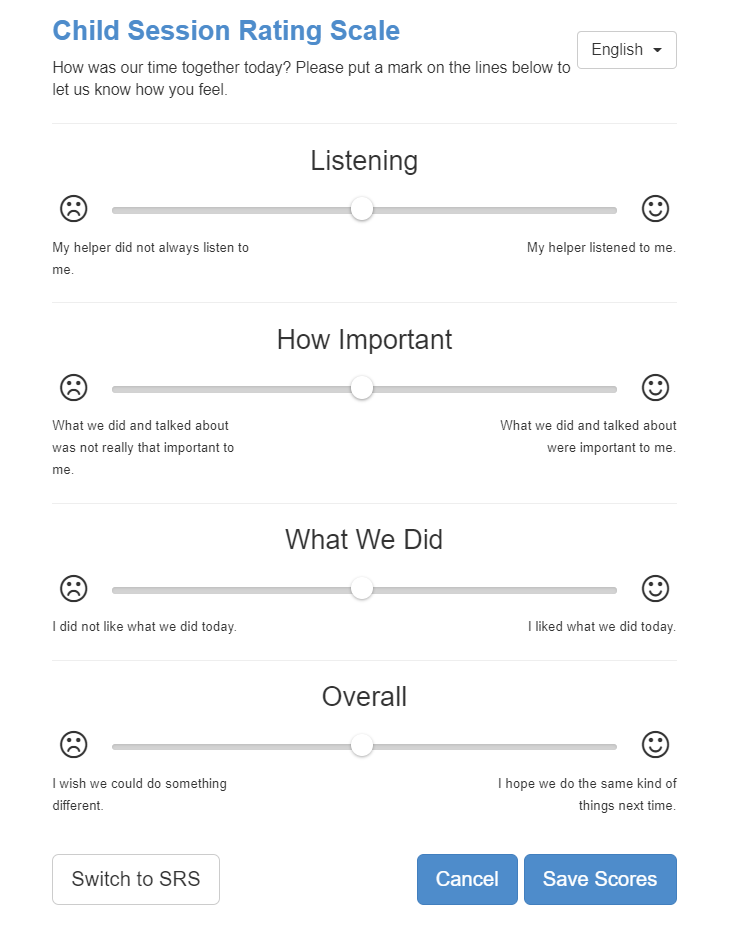 Child Session Rating Scale
English
How was our time together today? Please put a mark on the lines below to
let us know how you feel.
Listening
My helper did not always listen to
me.
My helper listened to me.
How Important
What we did and talked about
was not really that important to
me.
What we did and talked about
were important to me.
What We Did
I did not like what we did today.
I liked what we did today.
Overall
I wish we could do something
different.
I hope we do the same kind of
things next time.
Switch to SRS
Cancel
Save Scores